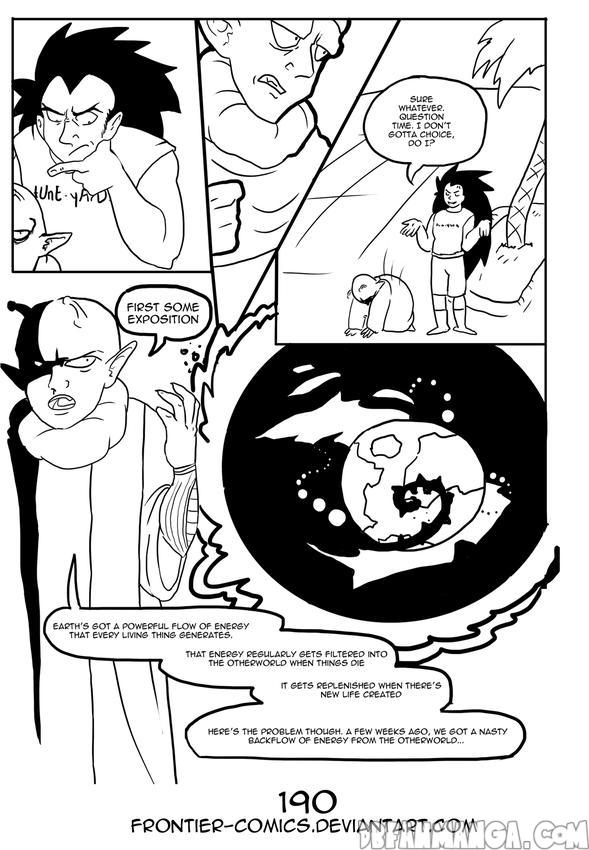 SURE
WHATEVER.
QUESTION
TIME. I DON'T
GOTTA CHOICE,
DO I?
FIRST SOME
EXPOSITION
EARTH'S GOT A POWERFUL FLOW OF ENERGY
THAT EVERY LIVING THING GENERATES.
THAT ENERGY REGULARLY GETS FILTERED INTO
THE OTHERWORLD WHEN THINGS DIE
IT GETS REPLENISHED WHEN THERE'S
NEW LIFE CREATED
HERE'S THE PROBLEM THOUGH. A FEW WEEKS AGO, WE GOT A NASTY
BACKFLOW OF ENERGY FROM THE OTHERWORLD...
190
FRONTIER-COMICS.DEVIANTART.COM
DBFANMANGA.COM